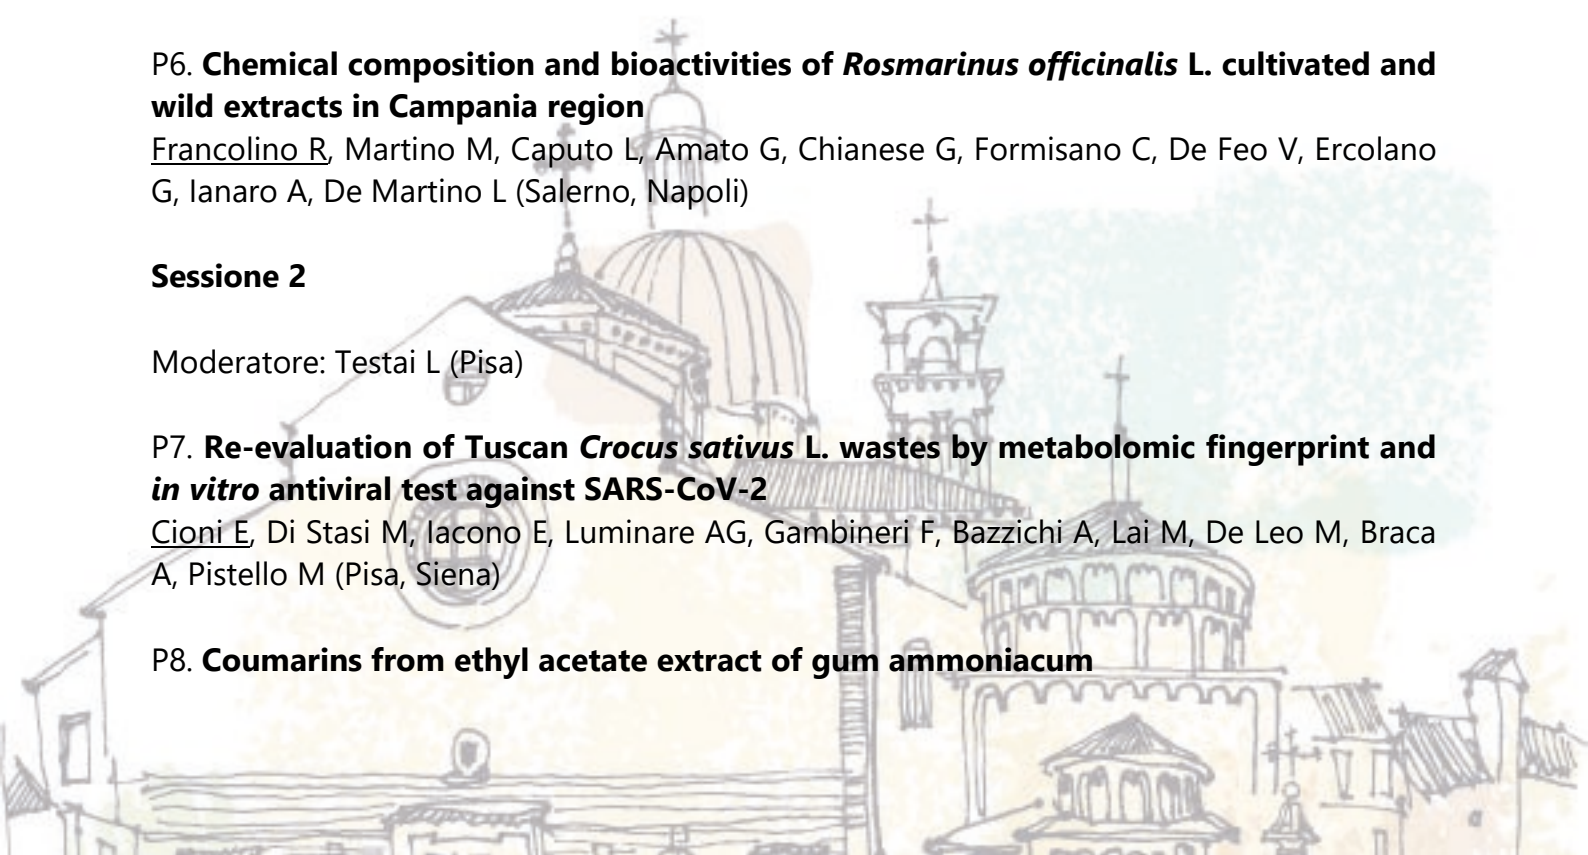 P6. Chemical composition and bioactivities of Rosmarinus officinalis L. cultivated and
wild extracts in Campania region
Francolino R, Martino M, Caputo L, Amato G, Chianese G, Formisano C, De Feo V, Ercolano
G, Ianaro A, De Martino L (Salerno, Napoli)
Sessione 2
Moderatore: Testai L (Pisa)
P7. Re-evaluation of Tuscan Crocus sativus L. wastes by metabolomic fingerprint and
in vitro antiviral test against SARS-CoV-2
Cioni E, Di Stasi M, Iacono E, Luminare AG, Gambineri F, Bazzichi A, Lai M, De Leo M, Braca
A, Pistello M (Pisa, Siena)
P8. Coumarins from ethyl acetate extract of gum ammoniacum